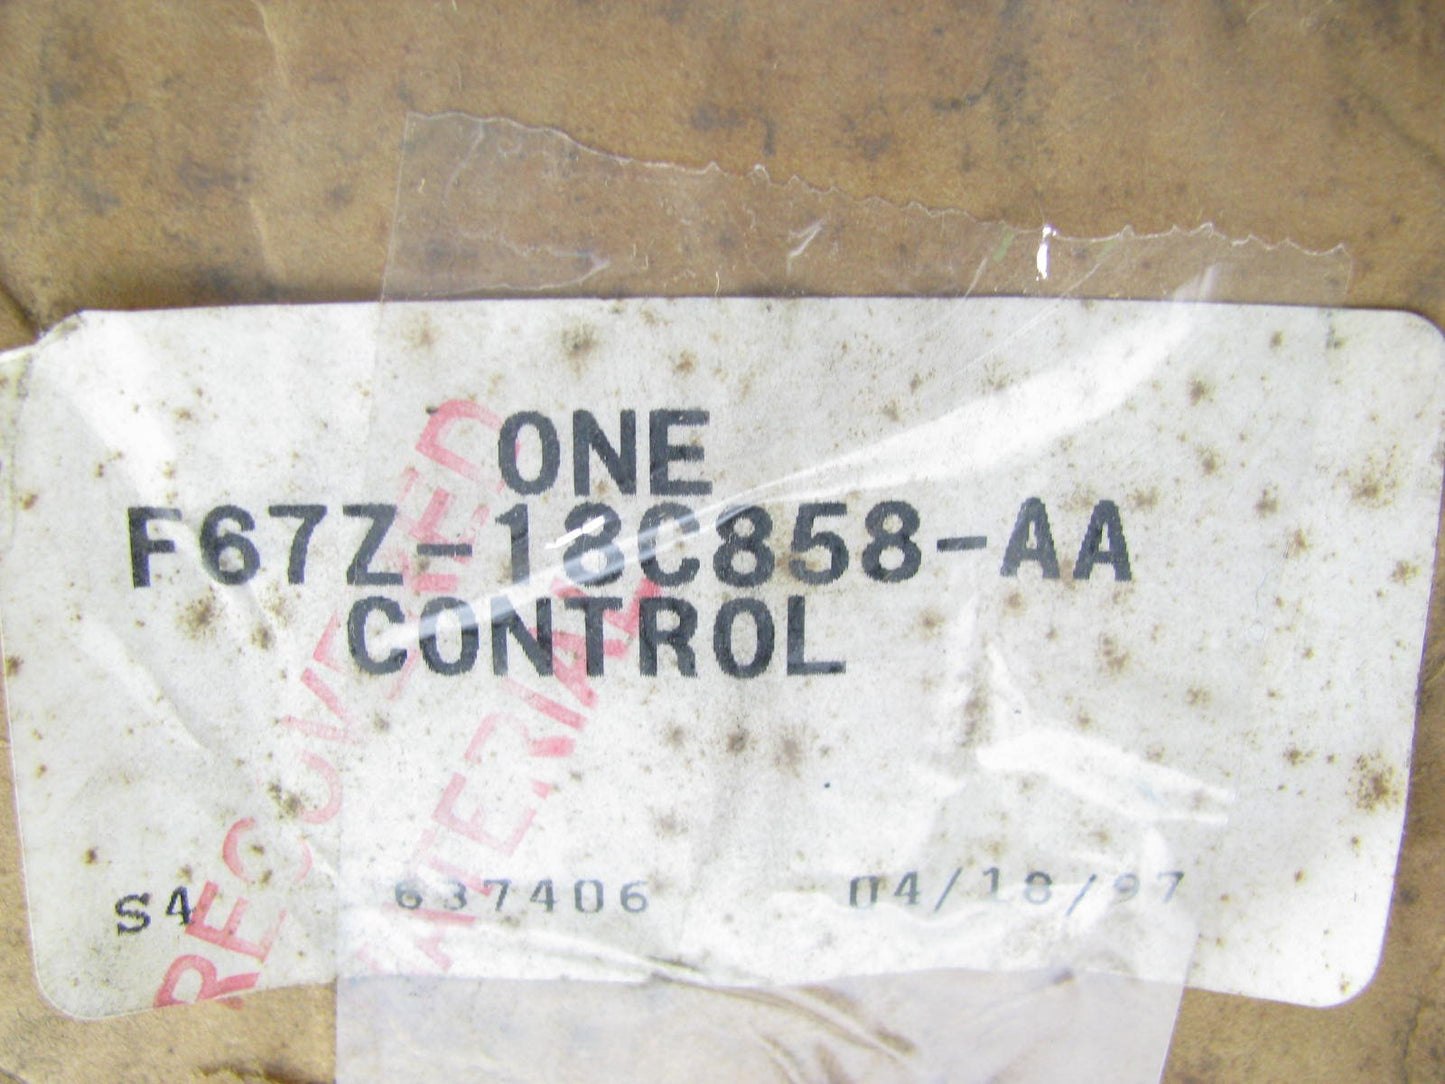 ONE
F67Z-18C858-AA
CONTROL
S4 637406 04/18/97
RECOVERED
MATERIAL